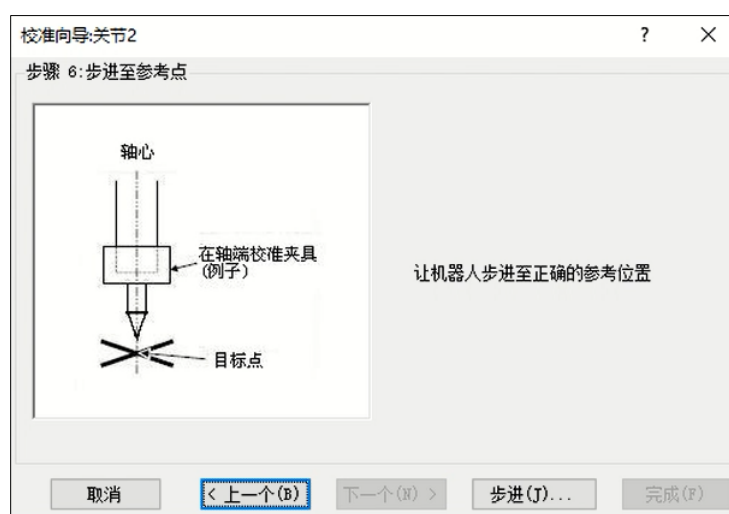 校准向导:关节2
? ×
步骤 6:步进至参考点
轴心
在轴端校准夹具
(例子)
目标点
让机器人步进至正确的参考位置
取消
< 上一个(B)
下一个(N) >
步进(J)...
完成(F)